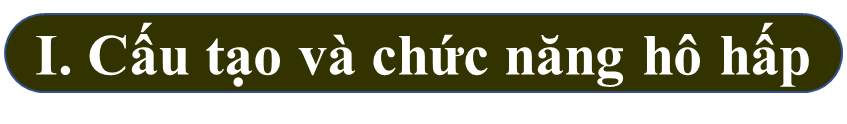 I. Cấu tạo và chức năng hô hấp